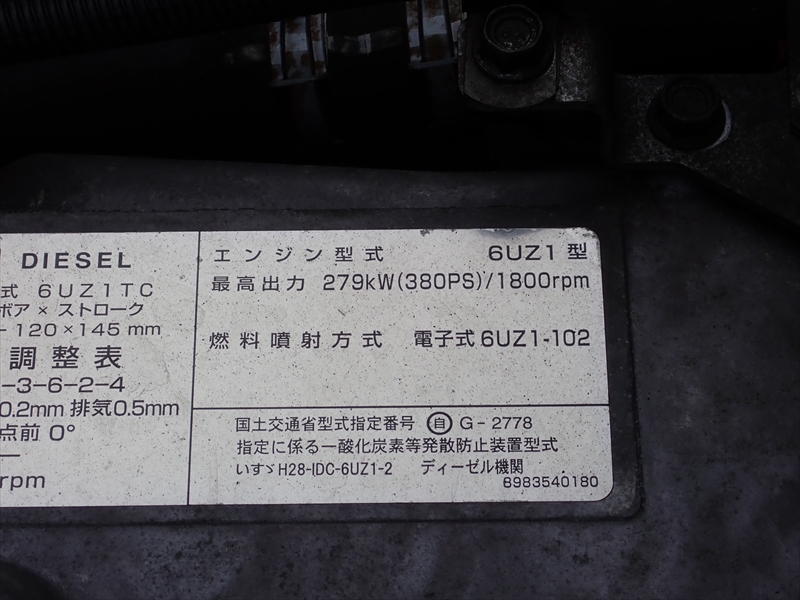 DIESEL
式 6UZ1TC
ボア × ストローク
- 120 × 145 mm
調整表
-3-6-2-4
0.2mm 排気0.5mm
点前 0°
rpm
エンジン型式 6UZ1 型
最高出力 279kW(380PS)/1800rpm
燃料噴射方式 電子式 6UZ1-102
国土交通省型式指定番号 自 G-2778
指定に係る一酸化炭素等発散防止装置型式
いすゞ H28-IDC-6UZ1-2 ディーゼル機関
8983540180